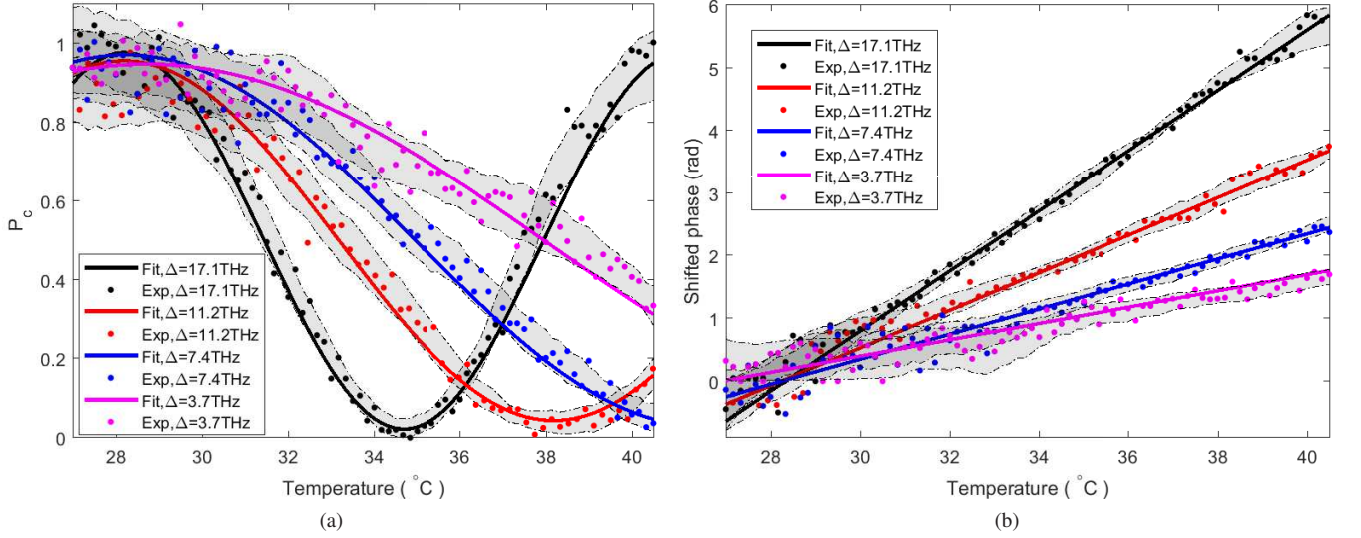 1
0.8
0.6
0.4
0.2
0
P_c
28 30 32 34 36 38 40
Temperature ( °C)
Fit,Δ=17.1THz
Exp,Δ=17.1THz
Fit,Δ=11.2THz
Exp,Δ=11.2THz
Fit,Δ=7.4THz
Exp,Δ=7.4THz
Fit,Δ=3.7THz
Exp,Δ=3.7THz
(a)
6
5
4
3
2
1
0
Shifted phase (rad)
28 30 32 34 36 38 40
Temperature ( °C)
Fit,Δ=17.1THz
Exp,Δ=17.1THz
Fit,Δ=11.2THz
Exp,Δ=11.2THz
Fit,Δ=7.4THz
Exp,Δ=7.4THz
Fit,Δ=3.7THz
Exp,Δ=3.7THz
(b)